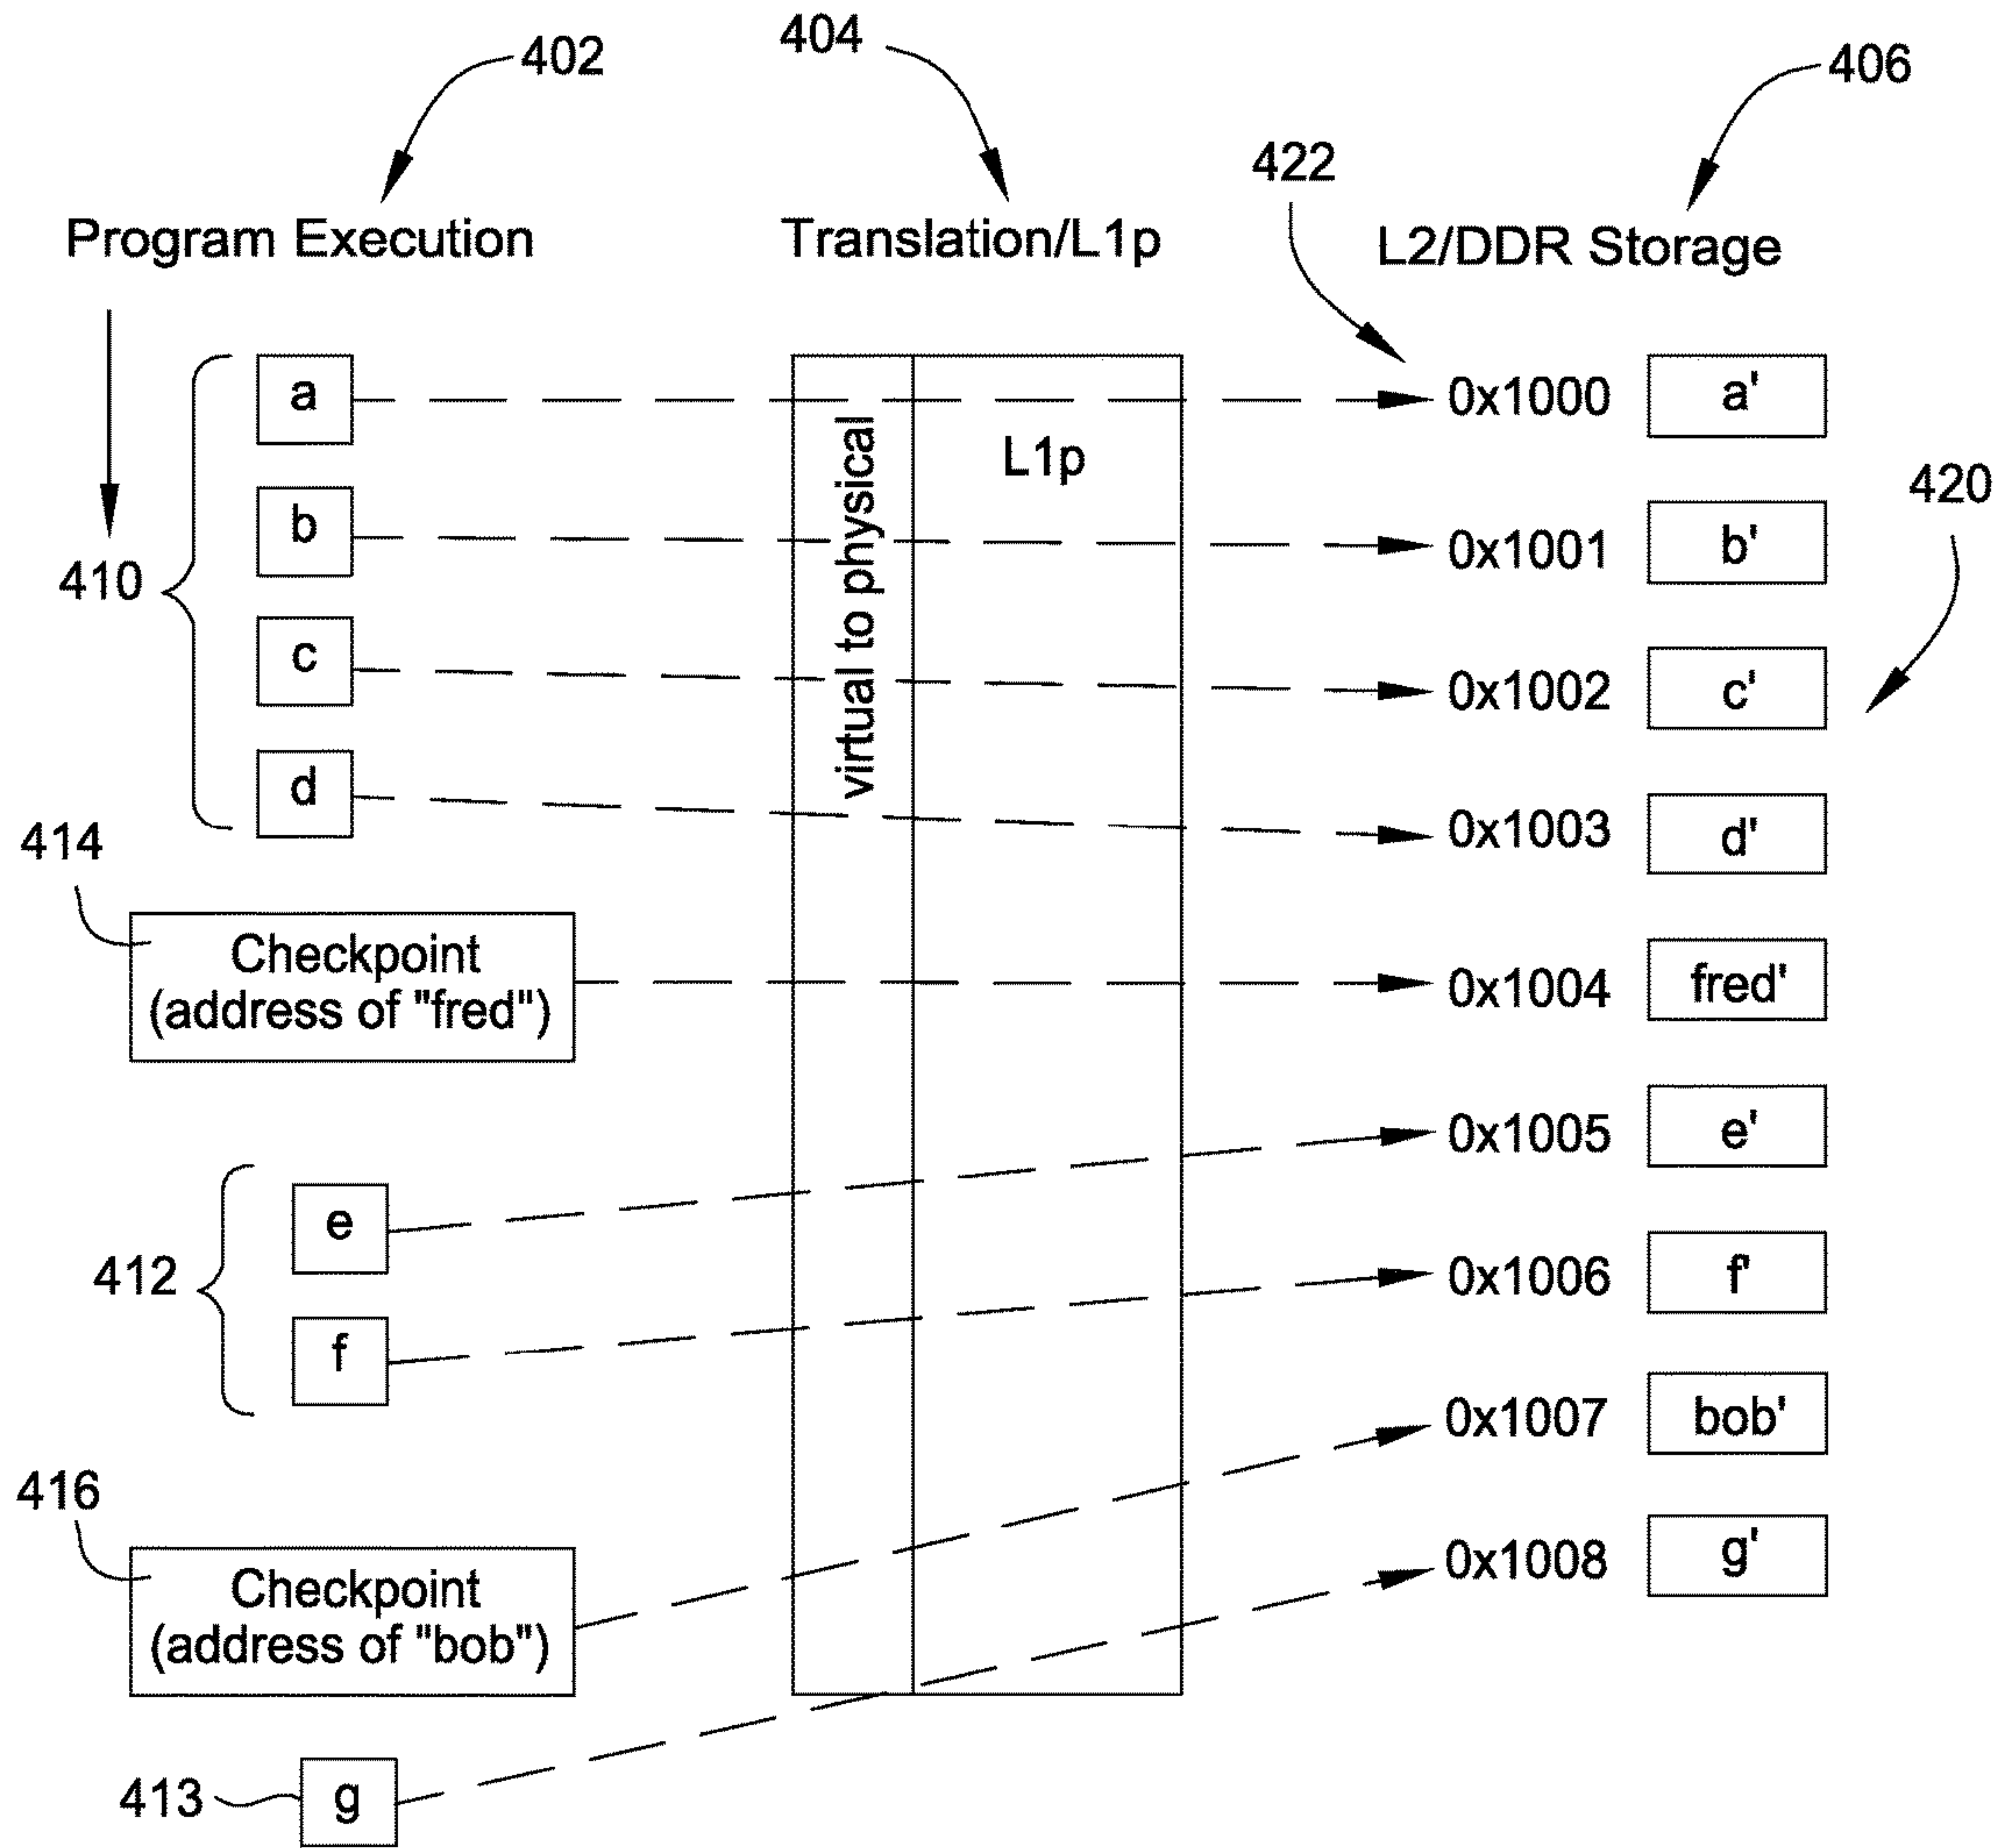 402
404
406
422
Program Execution
Translation/L1p
L2/DDR Storage
a
0x1000
a'
L1p
virtual to physical
420
b
0x1001
b'
410
c
0x1002
c'
d
0x1003
d'
414
Checkpoint
(address of "fred")
0x1004
fred'
0x1005
e'
e
412
0x1006
f'
f
0x1007
bob'
416
Checkpoint
(address of "bob")
0x1008
g'
413
g